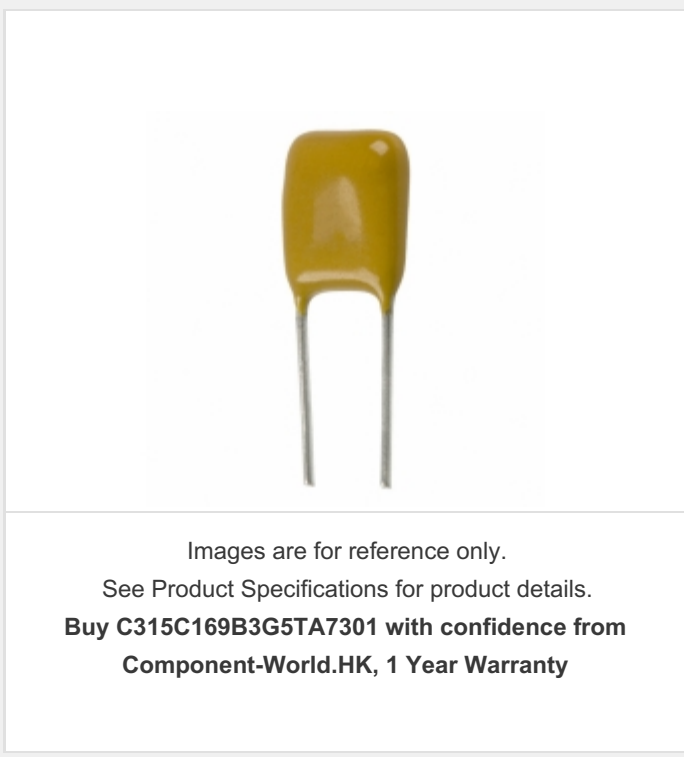 Images are for reference only.
See Product Specifications for product details.
Buy C315C169B3G5TA7301 with confidence from
Component-World.HK, 1 Year Warranty